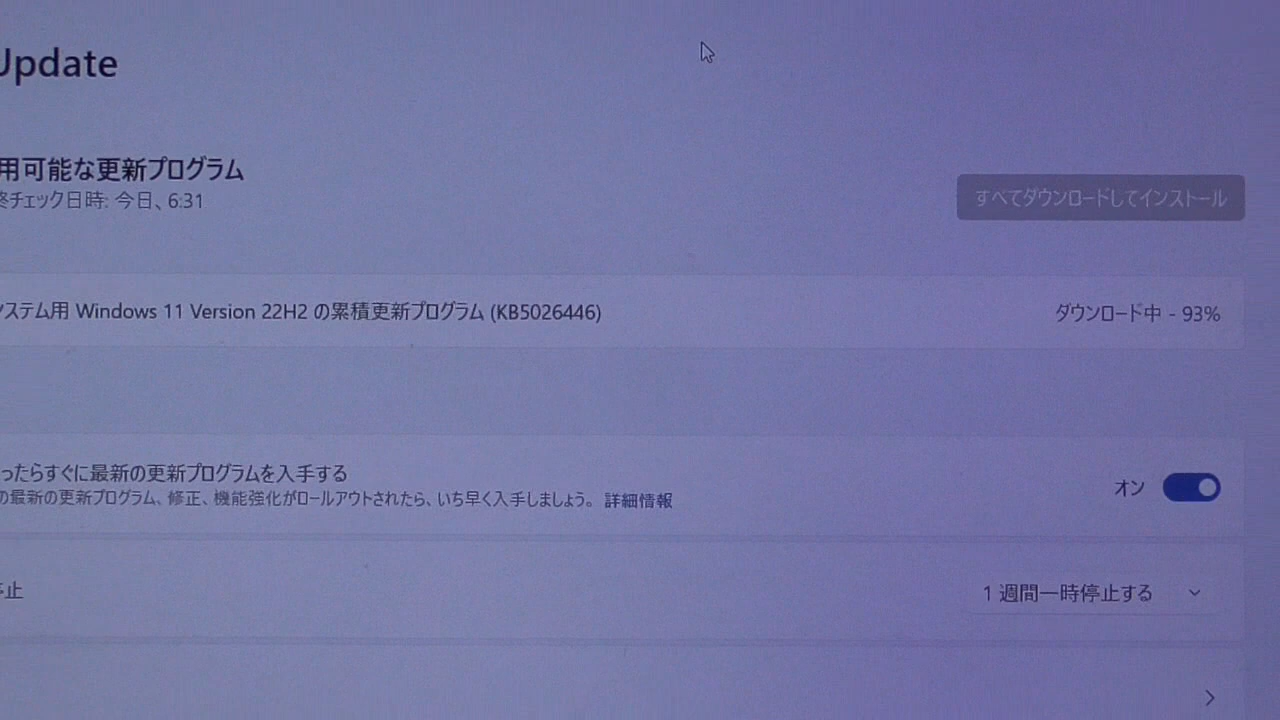 Update
用可能な更新プログラム
終チェック日時: 今日、6:31
すべてダウンロードしてインストール
システム用 Windows 11 Version 22H2 の累積更新プログラム (KB5026446)
ダウンロード中 - 93%
ったらすぐに最新の更新プログラムを入手する
の最新の更新プログラム、修正、機能強化がロールアウトされたら、いち早く入手しましょう。 詳細情報
オン
停止
1 週間一時停止する